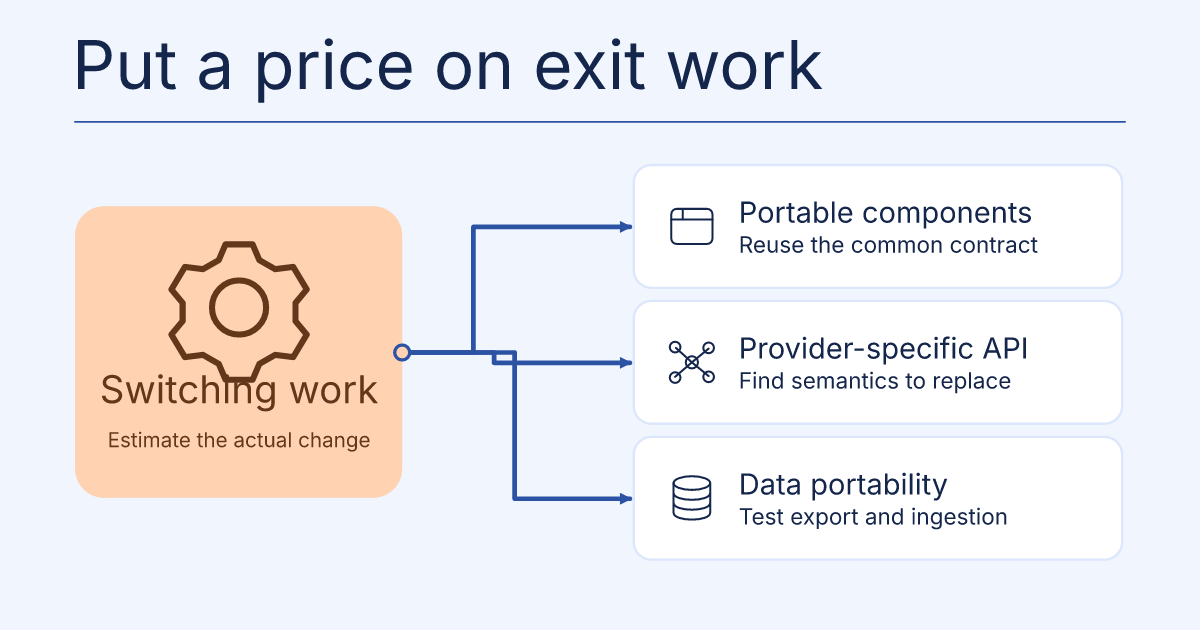 Put a price on exit work
Switching work
Estimate the actual change
Portable components
Reuse the common contract
Provider-specific API
Find semantics to replace
Data portability
Test export and ingestion